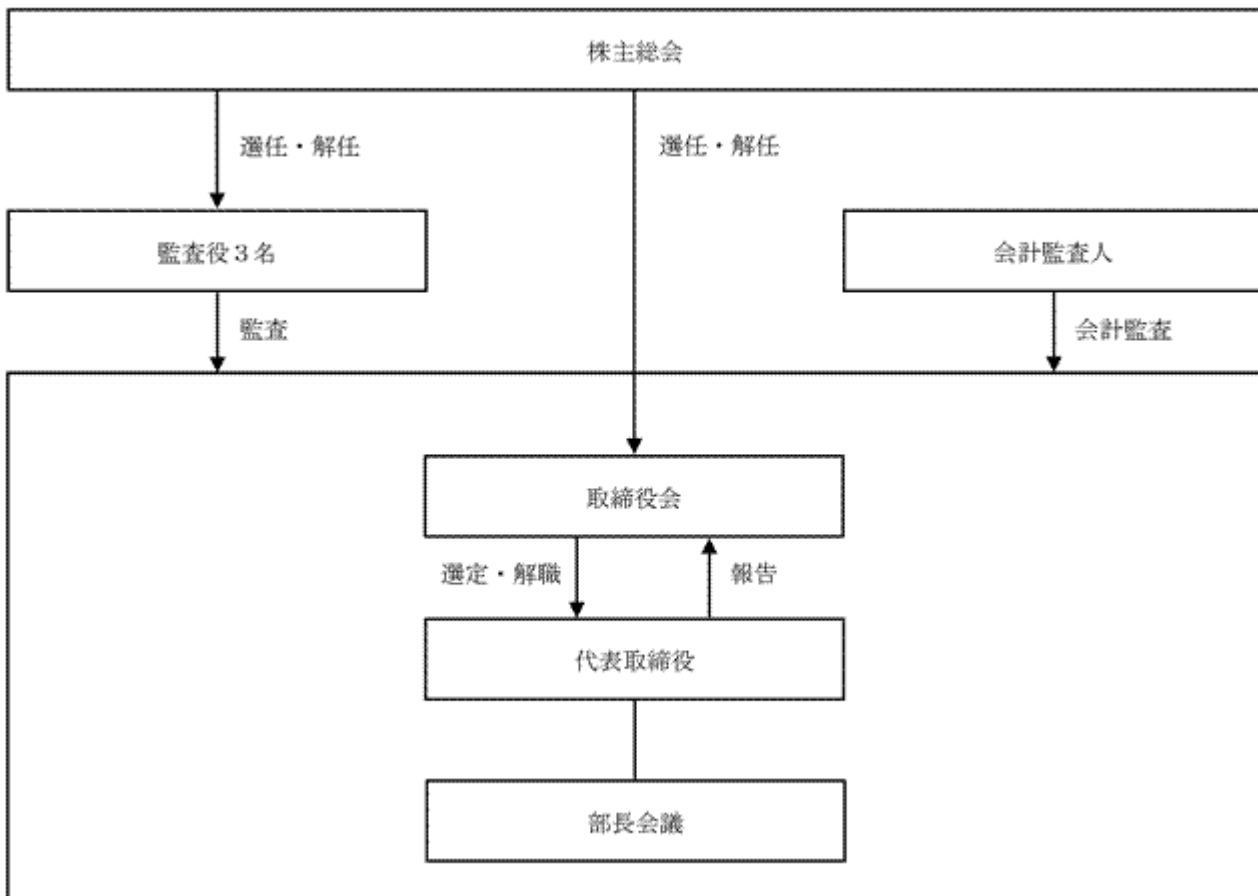 株主総会
選任・解任
選任・解任
監査役３名
会計監査人
監査
会計監査
取締役会
選定・解職
報告
代表取締役
部長会議